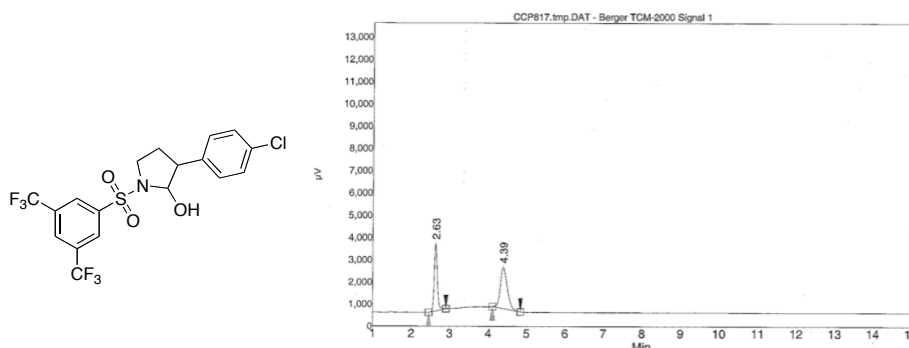 CCP817.tmp.DAT - Berger TCM-2000 Signal 1
13,000
12,000
11,000
10,000
9,000
8,000
7,000
6,000
5,000
4,000
3,000
2,000
1,000
0
µV
2.63
4.39
1 2 3 4 5 6 7 8 9 10 11 12 13 14 15
Min
Cl
N
O
S
O
OH
F3C
CF3